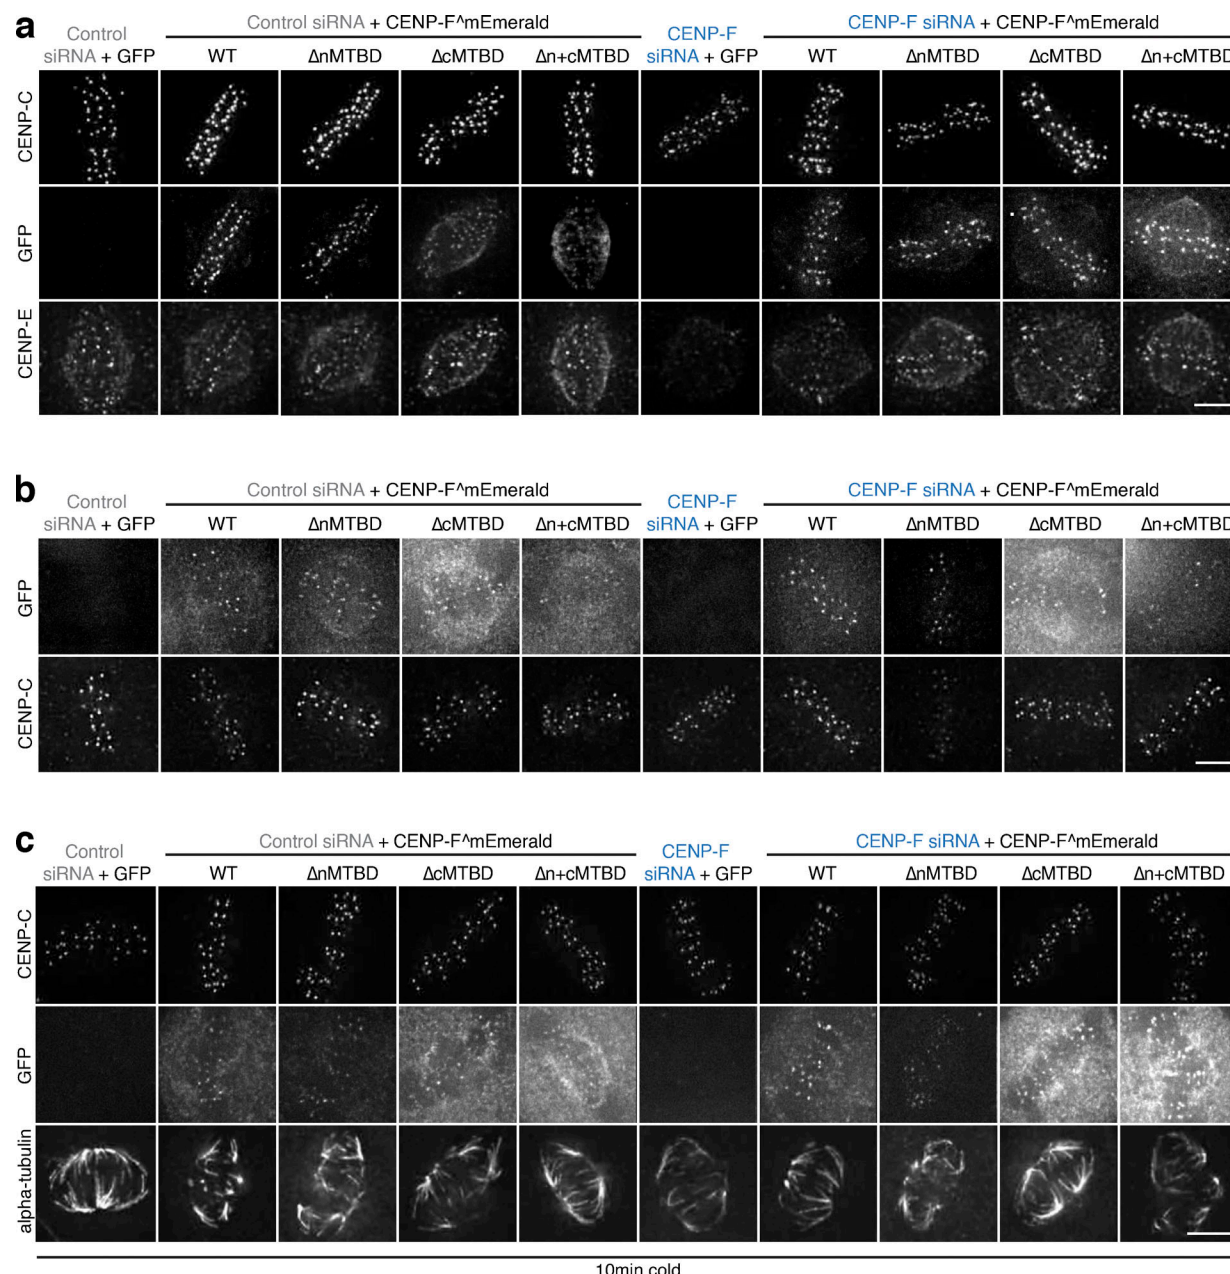 a
Control siRNA + CENP-F^mEmerald
CENP-F siRNA + CENP-F^mEmerald
Control
siRNA + GFP
WT
ΔnMTBD
ΔcMTBD
Δn+cMTBD
CENP-F
siRNA + GFP
WT
ΔnMTBD
ΔcMTBD
Δn+cMTBD
CENP-C
GFP
CENP-E
b
Control siRNA + CENP-F^mEmerald
CENP-F siRNA + CENP-F^mEmerald
Control
siRNA + GFP
WT
ΔnMTBD
ΔcMTBD
Δn+cMTBD
CENP-F
siRNA + GFP
WT
ΔnMTBD
ΔcMTBD
Δn+cMTBD
GFP
CENP-C
c
Control siRNA + CENP-F^mEmerald
CENP-F siRNA + CENP-F^mEmerald
Control
siRNA + GFP
WT
ΔnMTBD
ΔcMTBD
Δn+cMTBD
CENP-F
siRNA + GFP
WT
ΔnMTBD
ΔcMTBD
Δn+cMTBD
CENP-C
GFP
alpha-tubulin
10min cold